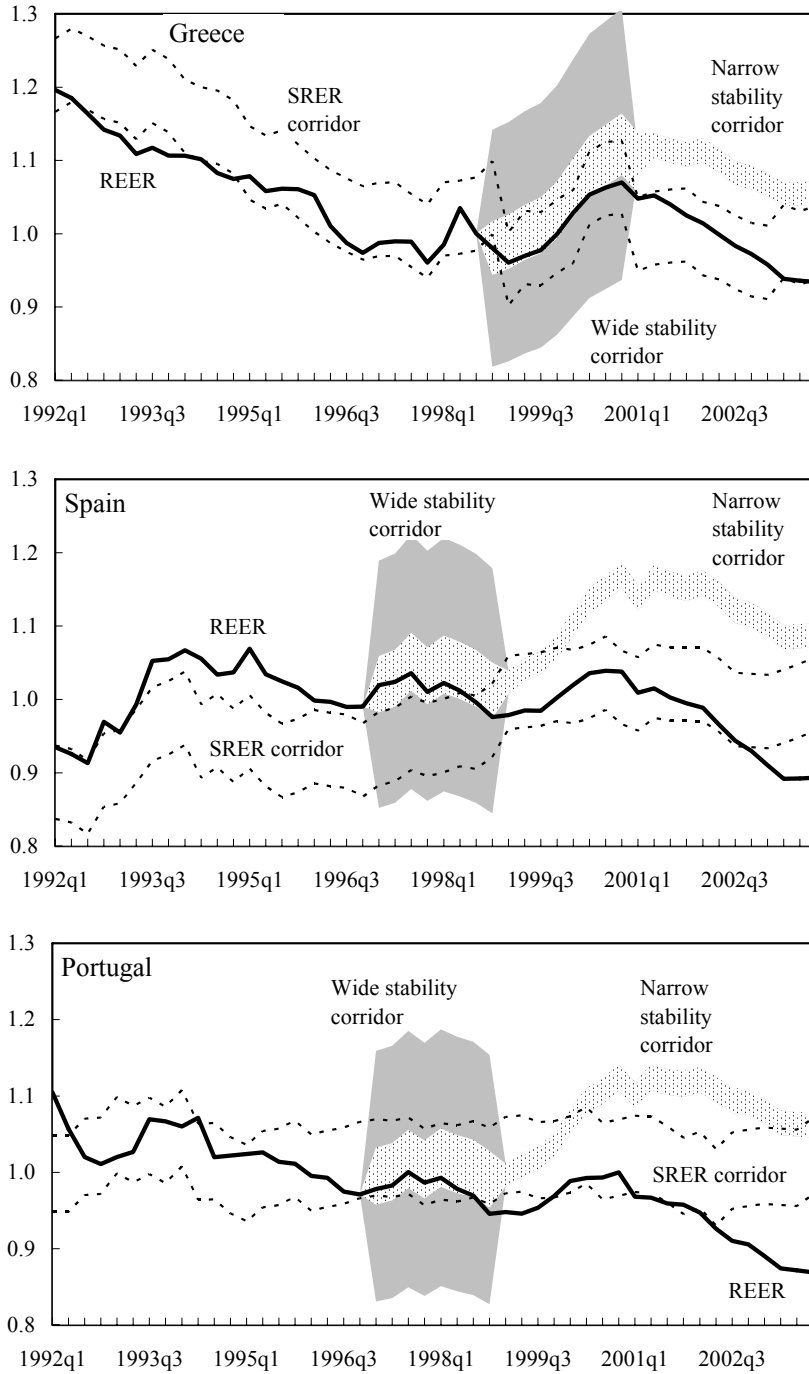 1.3
Greece
Narrow
stability
corridor
1.2
SRER
corridor
1.1
REER
1.0
0.9
Wide stability
corridor
0.8
1992q1 1993q3 1995q1 1996q3 1998q1 1999q3 2001q1 2002q3
1.3
Spain
Wide stability
corridor
Narrow
stability
corridor
1.2
REER
1.1
1.0
SRER corridor
0.9
0.8
1992q1 1993q3 1995q1 1996q3 1998q1 1999q3 2001q1 2002q3
1.3
Portugal
Wide stability
corridor
Narrow
stability
corridor
1.2
1.1
1.0
SRER corridor
0.9
REER
0.8
1992q1 1993q3 1995q1 1996q3 1998q1 1999q3 2001q1 2002q3